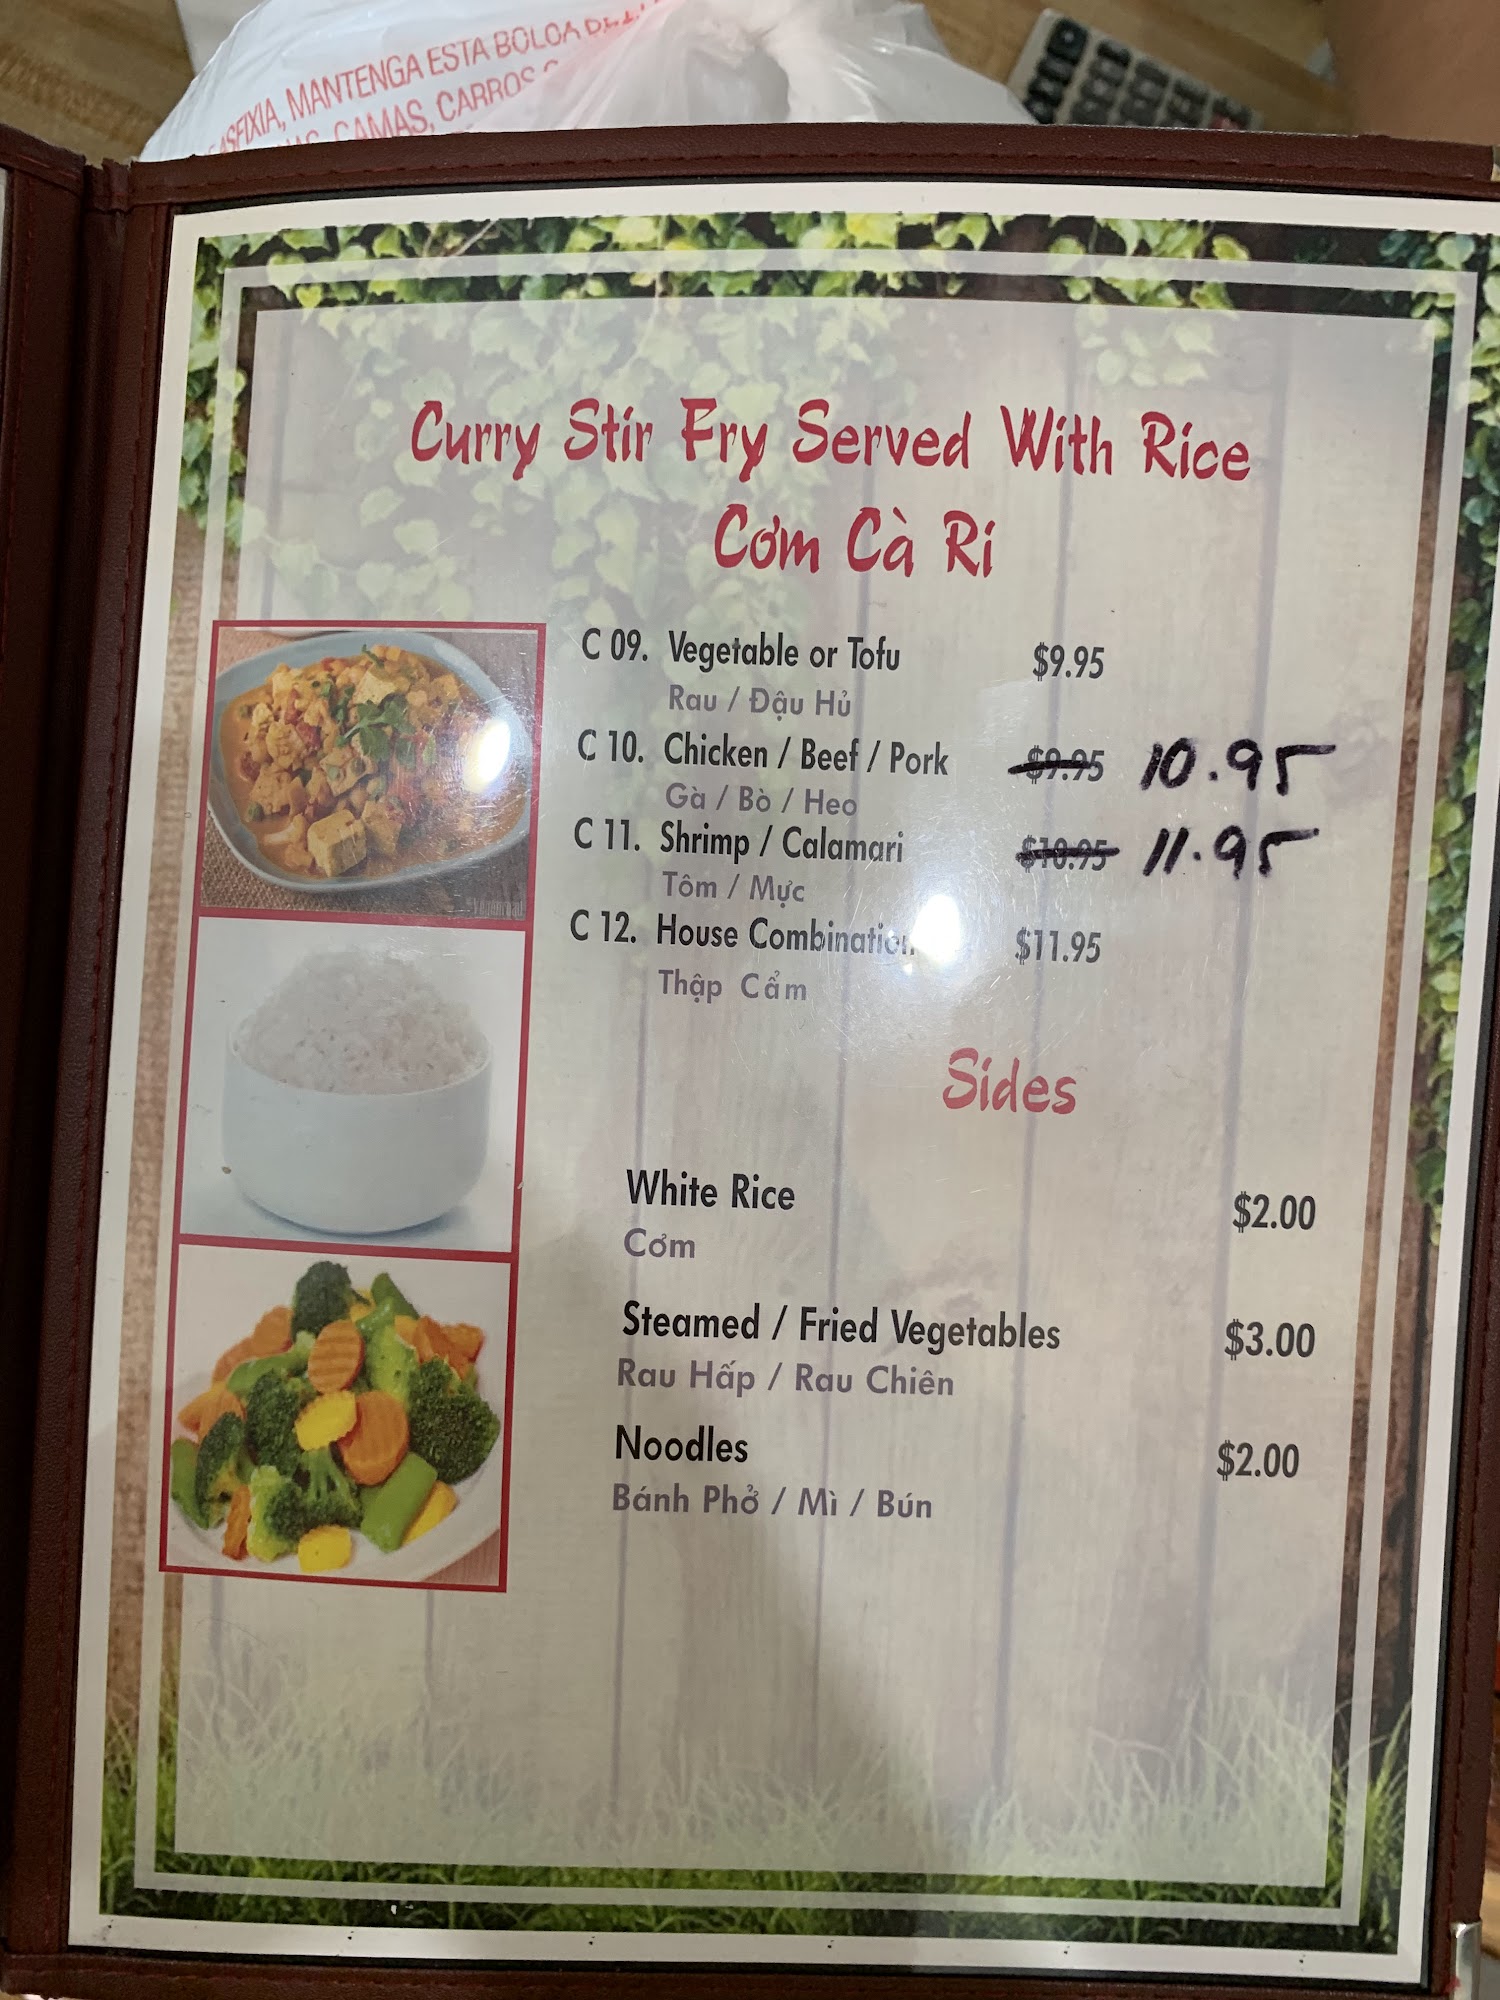 ASFIXIA, MANTENGA ESTA BOLCA DE
CAMAS, CARROS
Curry Stir Fry Served With Rice
Cơm Cà Ri
C 09. Vegetable or Tofu $9.95
Rau / Đậu Hủ
C 10. Chicken / Beef / Pork $9.95 10.95
Gà / Bò / Heo
C 11. Shrimp / Calamari $10.95 11.95
Tôm / Mực
C 12. House Combination $11.95
Thập Cẩm
Sides
White Rice $2.00
Cơm
Steamed / Fried Vegetables $3.00
Rau Hấp / Rau Chiên
Noodles $2.00
Bánh Phở / Mì / Bún